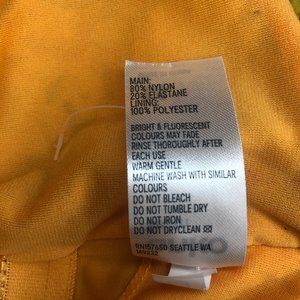 MAIN:
80% NYLON
20% ELASTANE
LINING:
100% POLYESTER
BRIGHT & FLUORESCENT
COLOURS MAY FADE
RINSE THOROUGHLY AFTER
EACH USE
WARM GENTLE
MACHINE WASH WITH SIMILAR
COLOURS
DO NOT BLEACH
DO NOT TUMBLE DRY
DO NOT IRON
DO NOT DRYCLEAN
RN157650 SEATTLE WA